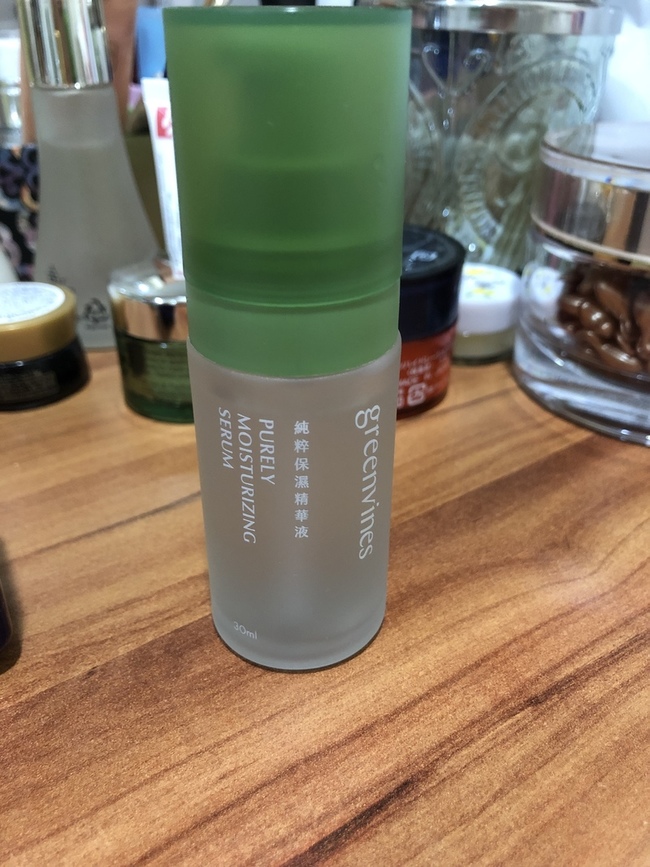 greenvines
純粹保濕精華液
PURELY
MOISTURIZING
SERUM
30ml